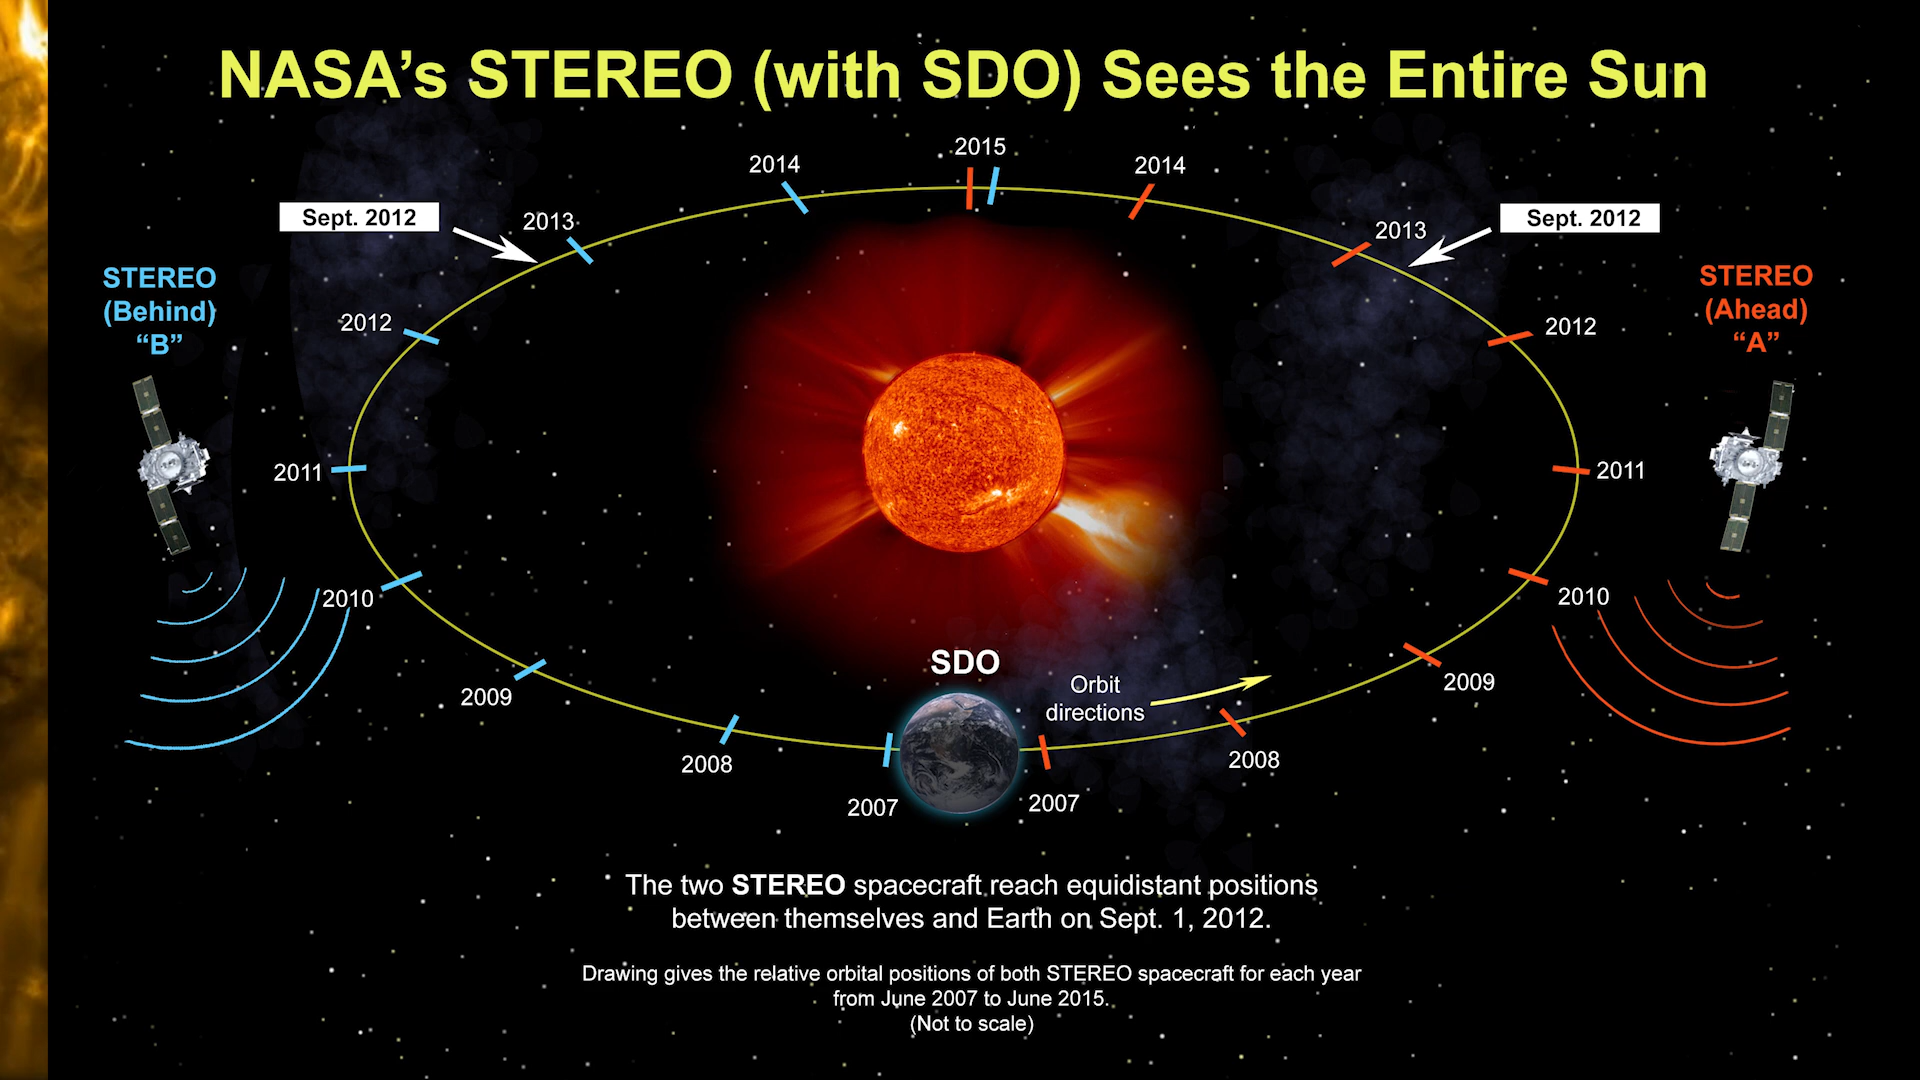 NASA’s STEREO (with SDO) Sees the Entire Sun
2015
2014
2014
Sept. 2012
2013
2013
Sept. 2012
STEREO
(Behind)
“B”
STEREO
(Ahead)
“A”
2012
2012
2011
2011
2010
2010
SDO
Orbit
directions
2009
2009
2008
2008
2007
2007
The two STEREO spacecraft reach equidistant positions
between themselves and Earth on Sept. 1, 2012.
Drawing gives the relative orbital positions of both STEREO spacecraft for each year
from June 2007 to June 2015.
(Not to scale)